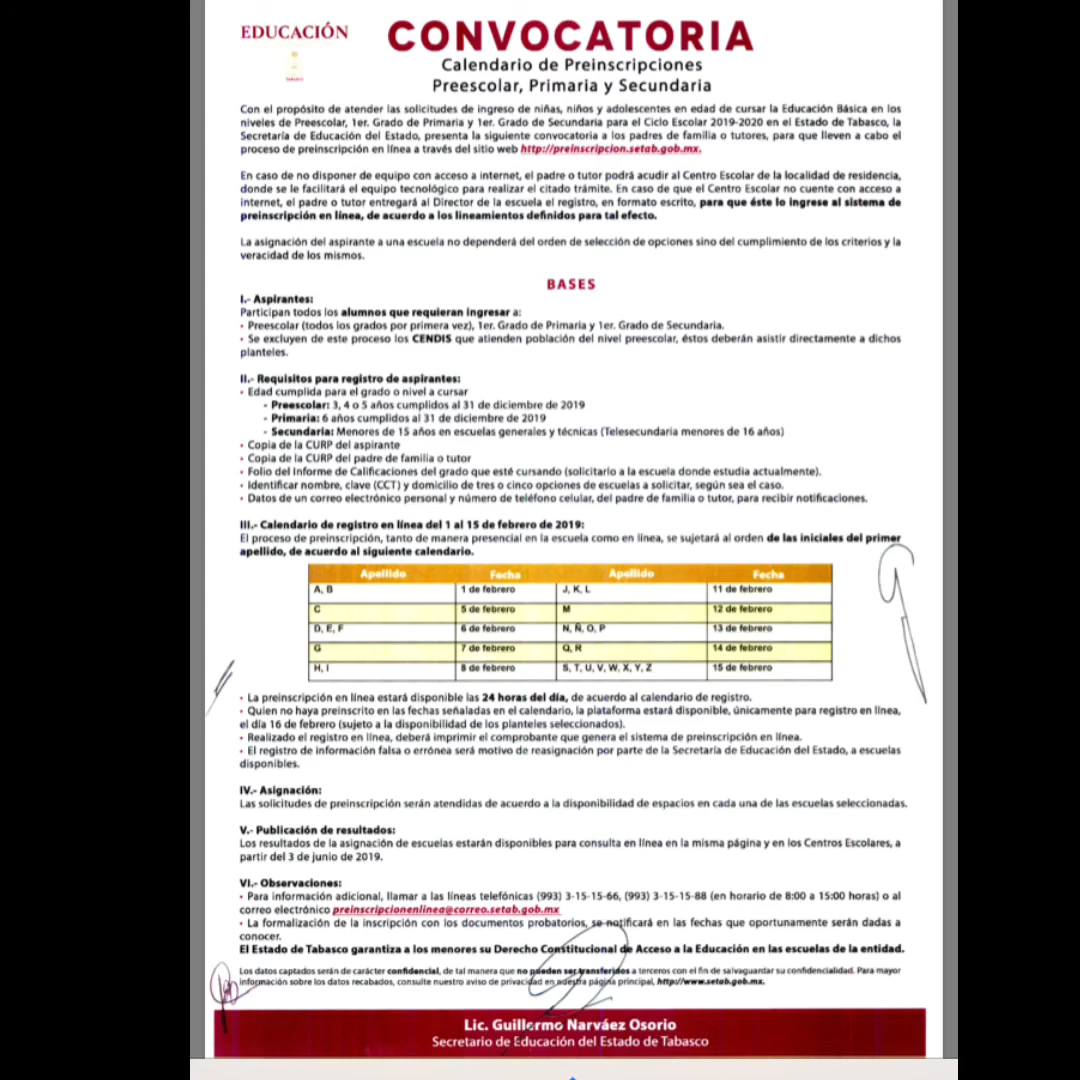 EDUCACIÓN
TABASCO
CONVOCATORIA
Calendario de Preinscripciones
Preescolar, Primaria y Secundaria
Con el propósito de atender las solicitudes de ingreso de niñas, niños y adolescentes en edad de cursar la Educación Básica en los
niveles de Preescolar, 1er. Grado de Primaria y 1er. Grado de Secundaria para el Ciclo Escolar 2019-2020 en el Estado de Tabasco, la
Secretaría de Educación del Estado, presenta la siguiente convocatoria a los padres de familia o tutores, para que lleven a cabo el
proceso de preinscripción en línea a través del sitio web http://preinscripcion.setab.gob.mx.
En caso de no disponer de equipo con acceso a internet, el padre o tutor podrá acudir al Centro Escolar de la localidad de residencia,
donde se le facilitará el equipo tecnológico para realizar el citado trámite. En caso de que el Centro Escolar no cuente con acceso a
internet, el padre o tutor entregará al Director de la escuela el registro, en formato escrito, para que éste lo ingrese al sistema de
preinscripción en línea, de acuerdo a los lineamientos definidos para tal efecto.
La asignación del aspirante a una escuela no dependerá del orden de selección de opciones sino del cumplimiento de los criterios y la
veracidad de los mismos.
BASES
I.- Aspirantes:
Participan todos los alumnos que requieran ingresar a:
• Preescolar (todos los grados por primera vez), 1er. Grado de Primaria y 1er. Grado de Secundaria.
• Se excluyen de este proceso los CENDIS que atienden población del nivel preescolar, éstos deberán asistir directamente a dichos
planteles.
II.- Requisitos para registro de aspirantes:
• Edad cumplida para el grado o nivel a cursar
- Preescolar: 3, 4 o 5 años cumplidos al 31 de diciembre de 2019
- Primaria: 6 años cumplidos al 31 de diciembre de 2019
- Secundaria: Menores de 15 años en escuelas generales y técnicas (Telesecundaria menores de 16 años)
• Copia de la CURP del aspirante
• Copia de la CURP del padre de familia o tutor
• Folio del Informe de Calificaciones del grado que esté cursando (solicitarlo a la escuela donde estudia actualmente).
• Identificar nombre, clave (CCT) y domicilio de tres o cinco opciones de escuelas a solicitar, según sea el caso.
• Datos de un correo electrónico personal y número de teléfono celular, del padre de familia o tutor, para recibir notificaciones.
III.- Calendario de registro en línea del 1 al 15 de febrero de 2019:
El proceso de preinscripción, tanto de manera presencial en la escuela como en línea, se sujetará al orden de las iniciales del primer
apellido, de acuerdo al siguiente calendario.
Apellido Fecha Apellido Fecha
A, B 1 de febrero J, K, L 11 de febrero
C 5 de febrero M 12 de febrero
D, E, F 6 de febrero N, Ñ, O, P 13 de febrero
G 7 de febrero Q, R 14 de febrero
H, I 8 de febrero S, T, U, V, W, X, Y, Z 15 de febrero
• La preinscripción en línea estará disponible las 24 horas del día, de acuerdo al calendario de registro.
• Quien no haya preinscrito en las fechas señaladas en el calendario, la plataforma estará disponible, únicamente para registro en línea,
el día 16 de febrero (sujeto a la disponibilidad de los planteles seleccionados).
• Realizado el registro en línea, deberá imprimir el comprobante que genera el sistema de preinscripción en línea.
• El registro de información falsa o errónea será motivo de reasignación por parte de la Secretaría de Educación del Estado, a escuelas
disponibles.
IV.- Asignación:
Las solicitudes de preinscripción serán atendidas de acuerdo a la disponibilidad de espacios en cada una de las escuelas seleccionadas.
V.- Publicación de resultados:
Los resultados de la asignación de escuelas estarán disponibles para consulta en línea en la misma página y en los Centros Escolares, a
partir del 3 de junio de 2019.
VI.- Observaciones:
• Para información adicional, llamar a las líneas telefónicas (993) 3-15-15-66, (993) 3-15-15-88 (en horario de 8:00 a 15:00 horas) o al
correo electrónico preinscripcionenlinea@correo.setab.gob.mx
• La formalización de la inscripción con los documentos probatorios, se notificará en las fechas que oportunamente serán dadas a
conocer.
El Estado de Tabasco garantiza a los menores su Derecho Constitucional de Acceso a la Educación en las escuelas de la entidad.
Los datos captados serán de carácter confidencial, de tal manera que no pueden ser transferidos a terceros con el fin de salvaguardar su confidencialidad. Para mayor
información sobre los datos recabados, consulte nuestro aviso de privacidad en nuestra página principal, http://www.setab.gob.mx.
Lic. Guillermo Narváez Osorio
Secretario de Educación del Estado de Tabasco